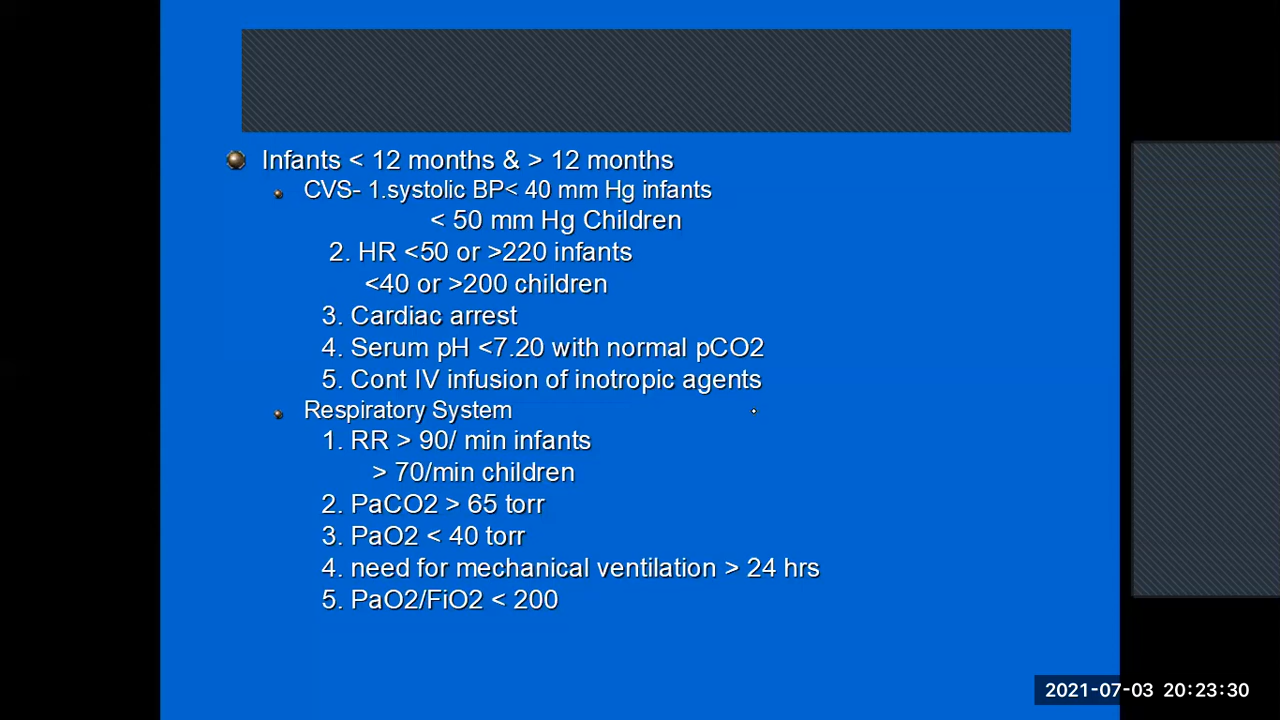 Infants < 12 months & > 12 months
CVS- 1.systolic BP< 40 mm Hg infants
< 50 mm Hg Children
2. HR <50 or >220 infants
<40 or >200 children
3. Cardiac arrest
4. Serum pH <7.20 with normal pCO2
5. Cont IV infusion of inotropic agents
Respiratory System
1. RR > 90/ min infants
> 70/min children
2. PaCO2 > 65 torr
3. PaO2 < 40 torr
4. need for mechanical ventilation > 24 hrs
5. PaO2/FiO2 < 200
2021-07-03 20:23:30